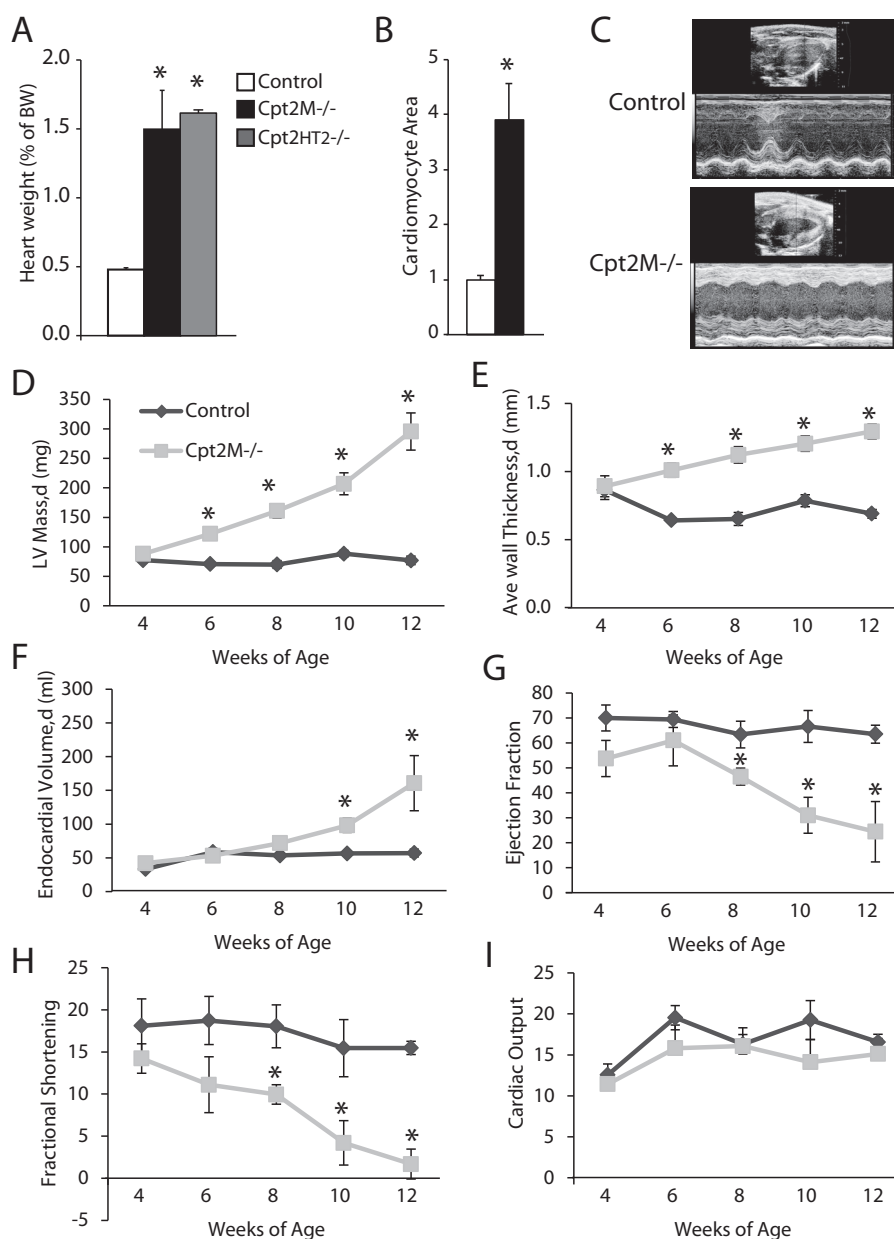 A
Heart weight (% of BW)
2.0
1.5
1.0
0.5
0.0
*
*
Control
Cpt2M-/-
Cpt2HT2-/-
B
Cardiomyocyte Area
5
4
3
2
1
0
*
C
Control
Cpt2M-/-
D
LV Mass,d (mg)
350
300
250
200
150
100
50
0
Control
Cpt2M-/-
*
*
*
*
4 6 8 10 12
Weeks of Age
E
Ave wall Thickness,d (mm)
1.5
1.0
0.5
0.0
*
*
*
*
4 6 8 10 12
Weeks of Age
F
Endocardial Volume,d (ml)
300
250
200
150
100
50
0
*
*
4 6 8 10 12
Weeks of Age
G
Ejection Fraction
80
70
60
50
40
30
20
10
0
*
*
*
4 6 8 10 12
Weeks of Age
H
Fractional Shortening
25
20
15
10
5
0
-5
*
*
*
4 6 8 10 12
Weeks of Age
I
Cardiac Output
25
20
15
10
5
0
4 6 8 10 12
Weeks of Age